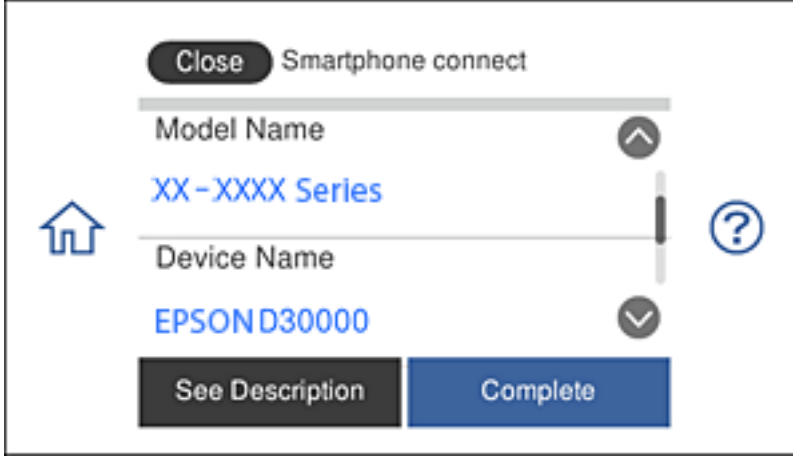 Close Smartphone connect
Model Name
XX-XXXX Series
Device Name
EPSON D30000
See Description Complete